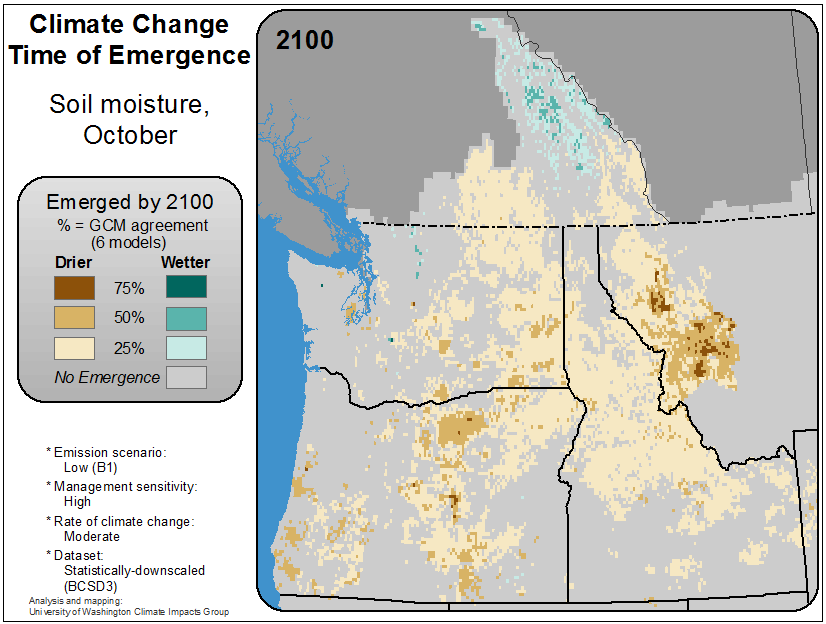 Climate Change
Time of Emergence
Soil moisture,
October
Emerged by 2100
% = GCM agreement
(6 models)
Drier Wetter
75%
50%
25%
No Emergence
* Emission scenario:
Low (B1)
* Management sensitivity:
High
* Rate of climate change:
Moderate
* Dataset:
Statistically-downscaled
(BCSD3)
Analysis and mapping:
University of Washington Climate Impacts Group
2100